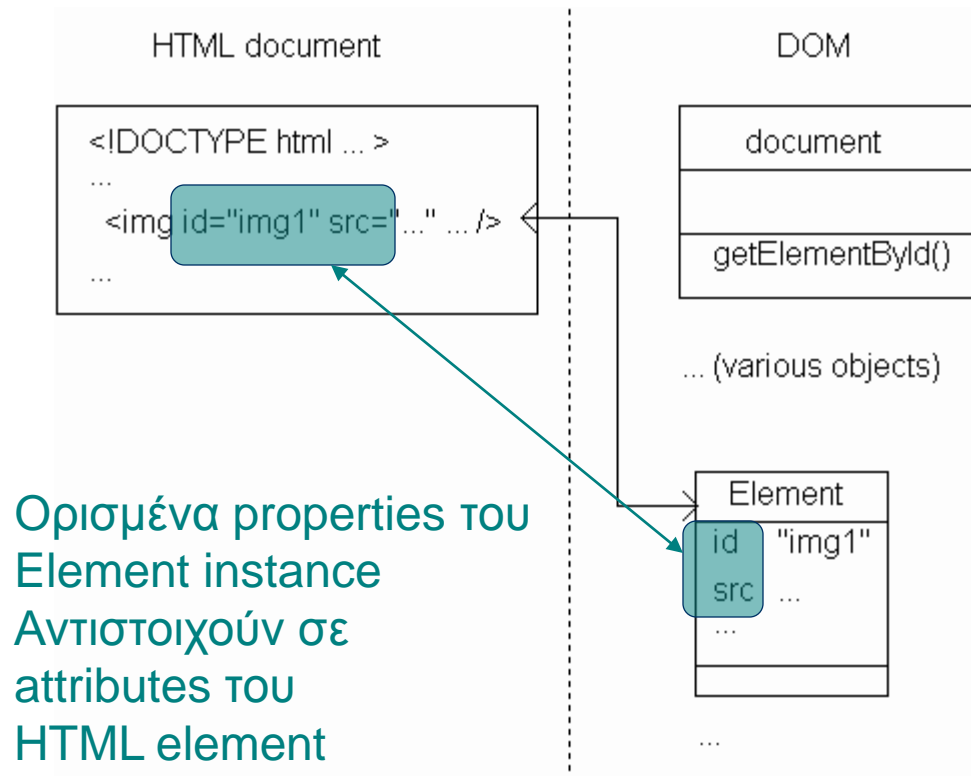 HTML document
DOM
<!DOCTYPE html ... >
...
<img id="img1" src="..." ... />
...
document
getElementById()
... (various objects)
Element
id "img1"
src ...
...
...
Ορισμένα properties του
Element instance
Αντιστοιχούν σε
attributes του
HTML element